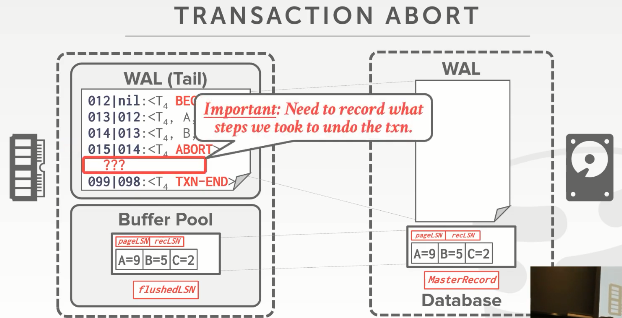 TRANSACTION ABORT
WAL (Tail)
012|nil:<T4 BEG
013|012:<T4, A,
014|013:<T4, B,
015|014:<T4 ABORT>
???
099|098:<T4 TXN-END>
Important: Need to record what
steps we took to undo the txn.
Buffer Pool
pageLSN recLSN
A=9 B=5 C=2
flushedLSN
WAL
pageLSN recLSN
A=9 B=5 C=2
MasterRecord
Database